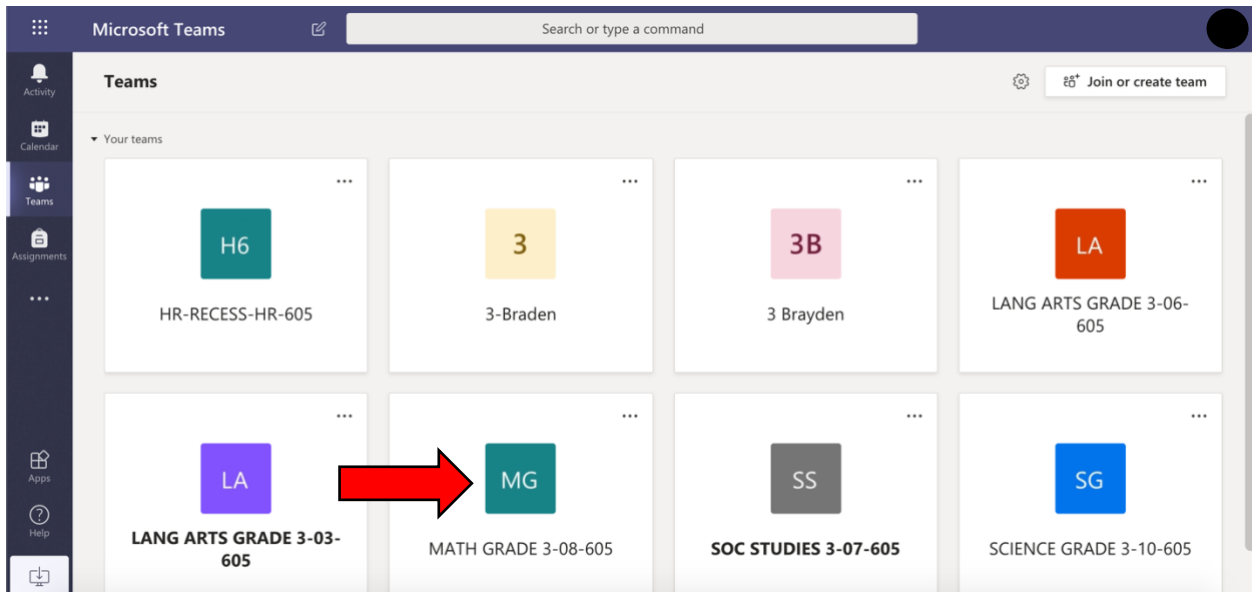 Microsoft Teams
Search or type a command
Activity
Calendar
Teams
Assignments
Apps
Help
Teams
Join or create team
Your teams
H6
HR-RECESS-HR-605
3
3-Braden
3B
3 Brayden
LA
LANG ARTS GRADE 3-06-
605
LA
LANG ARTS GRADE 3-03-
605
MG
MATH GRADE 3-08-605
SS
SOC STUDIES 3-07-605
SG
SCIENCE GRADE 3-10-605